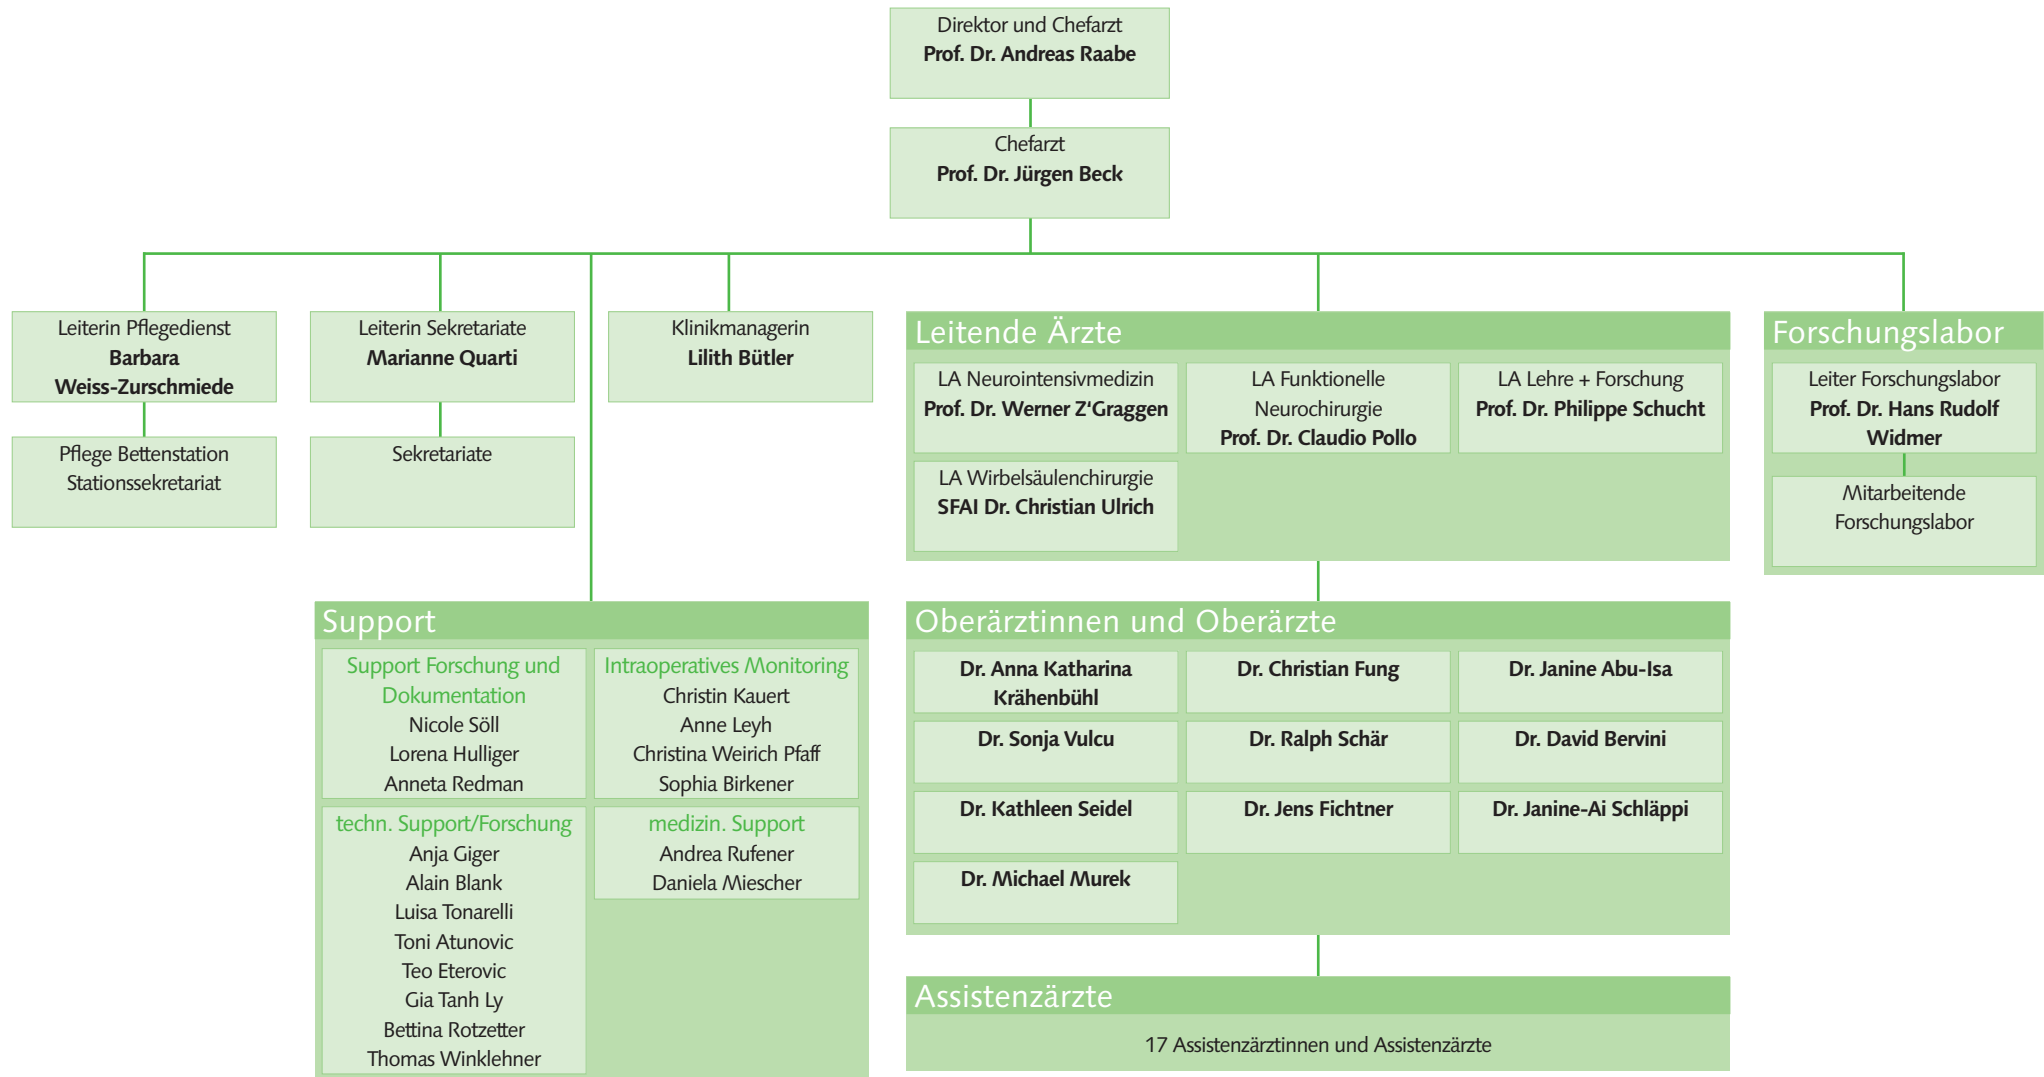 Direktor und Chefarzt
Prof. Dr. Andreas Raabe
Chefarzt
Prof. Dr. Jürgen Beck
Leiterin Pflegedienst
Barbara
Weiss-Zurschmiede
Pflege Bettenstation
Stationssekretariat
Leiterin Sekretariate
Marianne Quarti
Sekretariate
Klinikmanagerin
Lilith Bütler
Leitende Ärzte
LA Neurointensivmedizin
Prof. Dr. Werner Z‘Graggen
LA Funktionelle
Neurochirurgie
Prof. Dr. Claudio Pollo
LA Lehre + Forschung
Prof. Dr. Philippe Schucht
LA Wirbelsäulenchirurgie
SFAI Dr. Christian Ulrich
Forschungslabor
Leiter Forschungslabor
Prof. Dr. Hans Rudolf
Widmer
Mitarbeitende
Forschungslabor
Support
Support Forschung und
Dokumentation
Nicole Söll
Lorena Hulliger
Anneta Redman
Intraoperatives Monitoring
Christin Kauert
Anne Leyh
Christina Weirich Pfaff
Sophia Birkener
techn. Support/Forschung
Anja Giger
Alain Blank
Luisa Tonarelli
Toni Atunovic
Teo Eterovic
Gia Tanh Ly
Bettina Rotzetter
Thomas Winklehner
medizin. Support
Andrea Rufener
Daniela Miescher
Oberärztinnen und Oberärzte
Dr. Anna Katharina
Krähenbühl
Dr. Christian Fung
Dr. Janine Abu-Isa
Dr. Sonja Vulcu
Dr. Ralph Schär
Dr. David Bervini
Dr. Kathleen Seidel
Dr. Jens Fichtner
Dr. Janine-Ai Schläppi
Dr. Michael Murek
Assistenzärzte
17 Assistenzärztinnen und Assistenzärzte